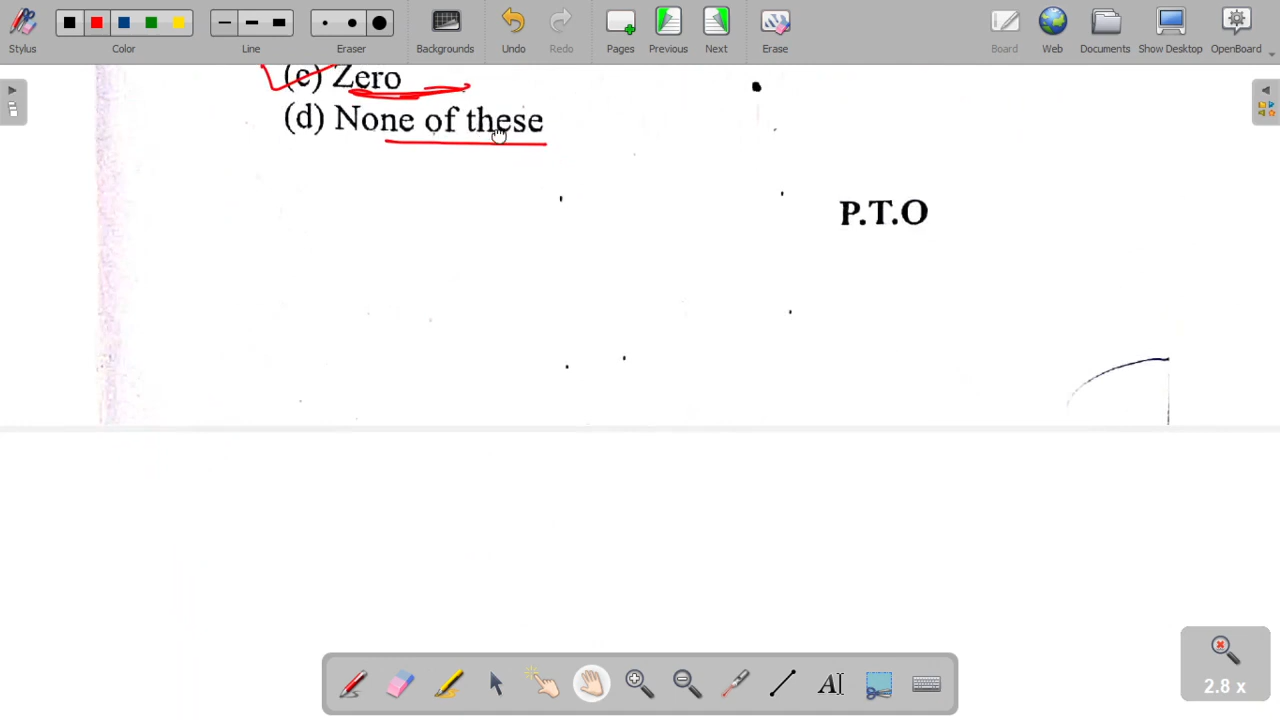 Stylus
Color
Line
Eraser
Backgrounds
Undo
Redo
Pages
Previous
Next
Erase
Board
Web
Documents
Show Desktop
OpenBoard
(c) Zero
(d) None of these
P.T.O
2.8 x